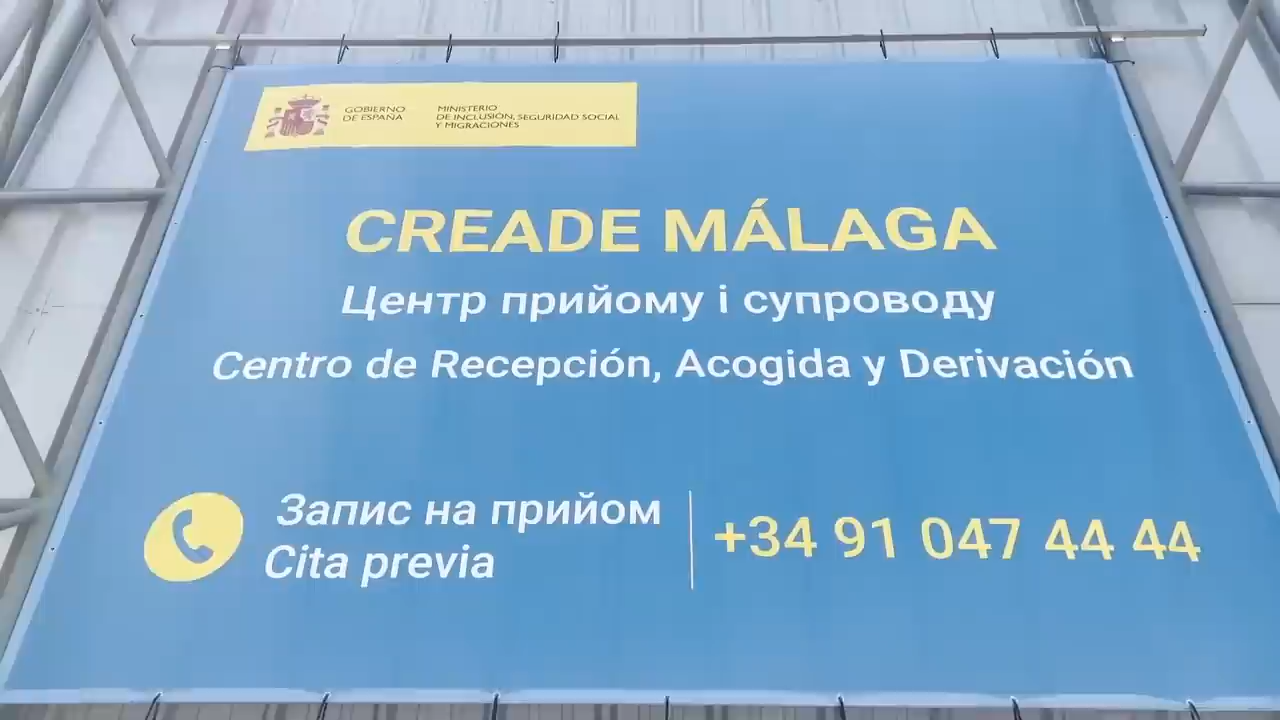 GOBIERNO
DE ESPAÑA
MINISTERIO
DE INCLUSIÓN, SEGURIDAD SOCIAL
Y MIGRACIONES
CREADE MÁLAGA
Центр прийому і супроводу
Centro de Recepción, Acogida y Derivación
Запис на прийом
Cita previa
+34 91 047 44 44